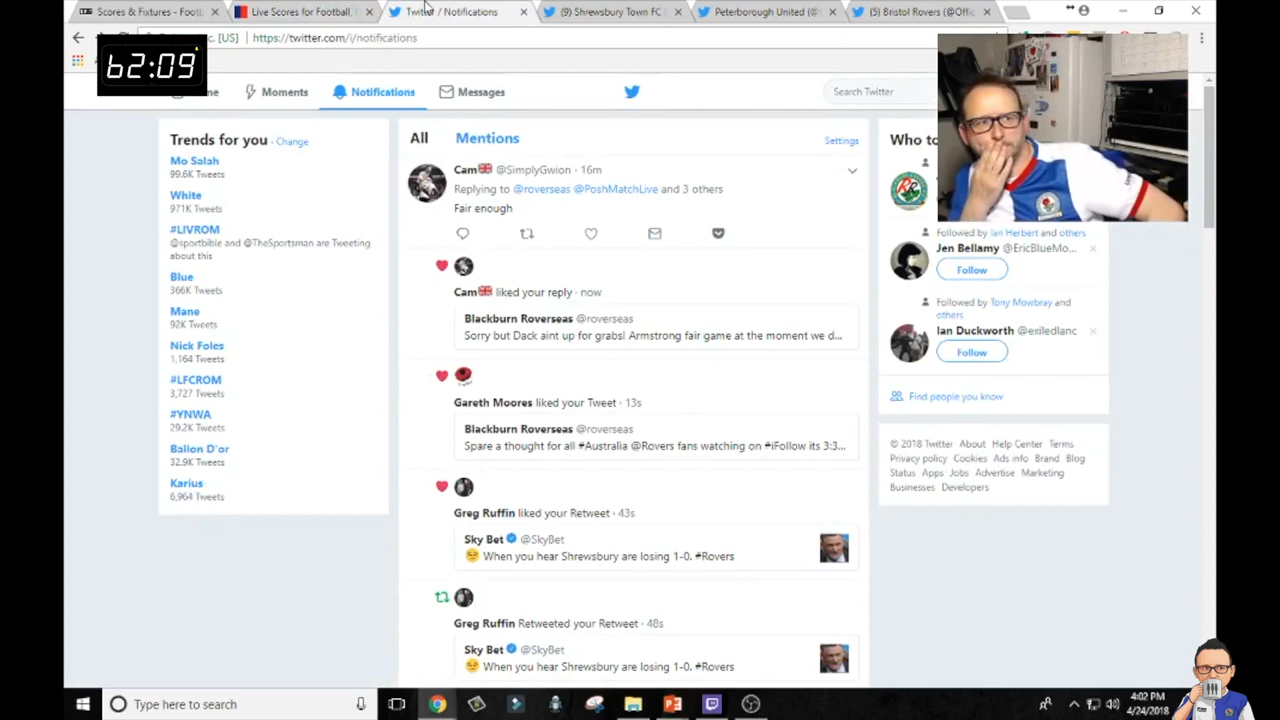 Scores & Fixtures - Footb
Live Scores for Football,
Twitter / Notifications
(9) Shrewsbury Town FC
Peterborough United (@
(5) Bristol Rovers (@Offic
[US] https://twitter.com/i/notifications
62:09
Moments
Notifications
Messages
Search Twitter
Trends for you · Change
Mo Salah
99.6K Tweets
White
971K Tweets
#LIVROM
@sportbible and @TheSportsman are Tweeting
about this
Blue
366K Tweets
Mane
92K Tweets
Nick Foles
1,164 Tweets
#LFCROM
3,727 Tweets
#YNWA
29.2K Tweets
Ballon D'or
32.9K Tweets
Karius
6,964 Tweets
All
Mentions
Settings
Cam @SimplyGwion · 16m
Replying to @roverseas @PoshMatchLive and 3 others
Fair enough
Cam liked your reply · now
Blackburn Roverseas @roverseas
Sorry but Dack aint up for grabs! Armstrong fair game at the moment we d...
Gareth Moores liked your Tweet · 13s
Blackburn Roverseas @roverseas
Spare a thought for all #Australia @Rovers fans watching on #iFollow its 3:3...
Greg Ruffin liked your Retweet · 43s
Sky Bet @SkyBet
When you hear Shrewsbury are losing 1-0. #Rovers
Greg Ruffin Retweeted your Retweet · 48s
Sky Bet @SkyBet
When you hear Shrewsbury are losing 1-0. #Rovers
Who to
Followed by Ian Herbert and others
Jen Bellamy @EricBlueMo...
Follow
Followed by Tony Mowbray and
others
Ian Duckworth @exiledlanc
Follow
Find people you know
© 2018 Twitter About Help Center Terms
Privacy policy Cookies Ads info Brand Blog
Status Apps Jobs Advertise Marketing
Businesses Developers
Type here to search
4:02 PM
4/24/2018